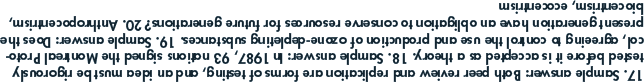 7. Sample answer: Both peer review and replication are forms of testing, and an idea must be rigorously
tested before it is accepted as a theory. 18. Sample answer: In 1987, 93 nations signed the Montreal Proto-
col, agreeing to control the use and production of ozone-depleting substances. 19. Sample answer: Does the
present generation have an obligation to conserve resources for future generations? 20. Anthropocentrism,
biocentrism, ecocentrism